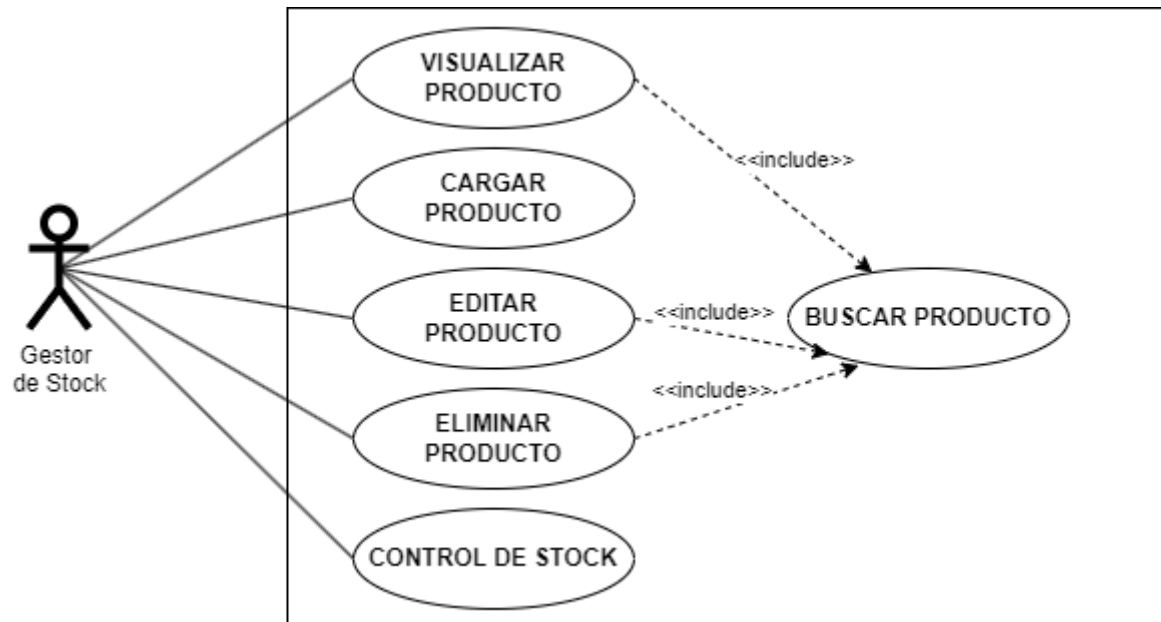 VISUALIZAR
PRODUCTO
<<include>>
CARGAR
PRODUCTO
EDITAR
PRODUCTO
<<include>>
BUSCAR PRODUCTO
Gestor
de Stock
ELIMINAR
PRODUCTO
<<include>>
CONTROL DE STOCK